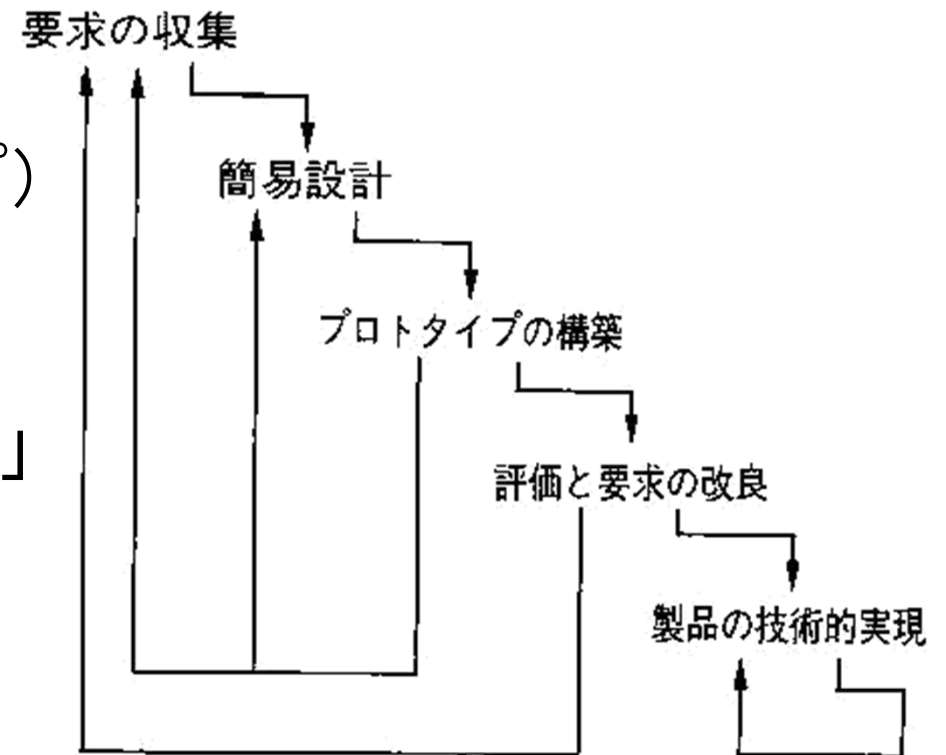 要求の収集
プ）
簡易設計
プロトタイプの構築
」
評価と要求の改良
製品の技術的実現